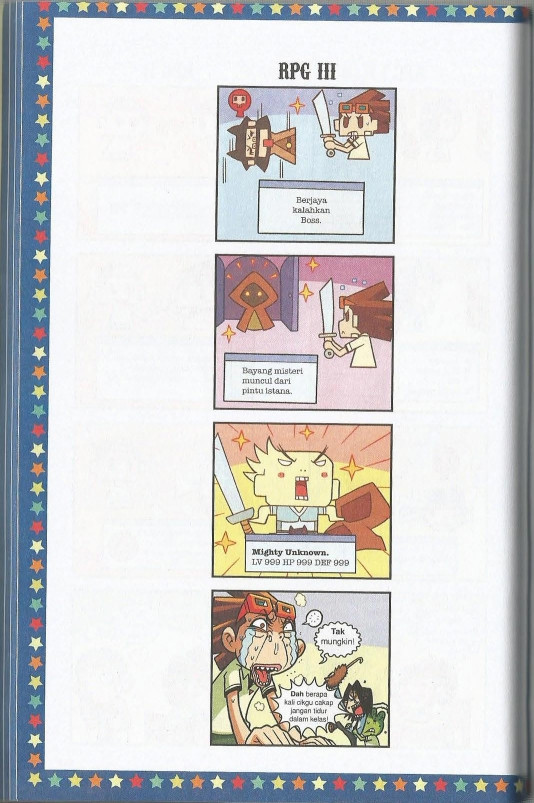 RPG III
Berjaya
kalahkan
Boss.
Bayang misteri
muncul dari
pintu istana.
Mighty Unknown.
LV 999 HP 999 DEF 999
Tak
mungkin!
Dah berapa
kali cikgu cakap
jangan tidur
dalam kelas!